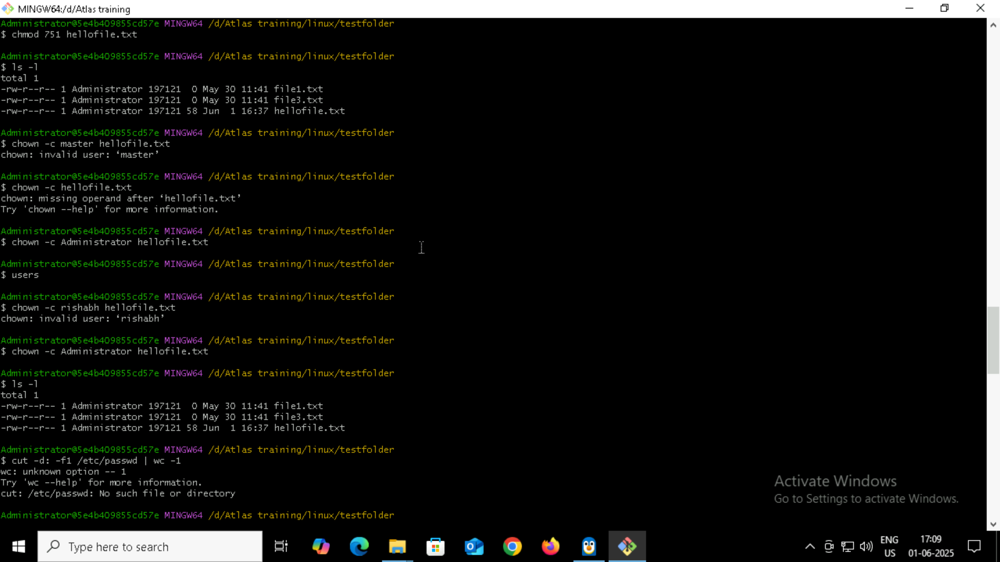 MINGW64:/d/Atlas training
Administrator@5e4b409855cd57e MINGW64 /d/Atlas training/linux/testfolder
$ chmod 751 hellofile.txt
Administrator@5e4b409855cd57e MINGW64 /d/Atlas training/linux/testfolder
$ ls -l
total 1
-rw-r--r-- 1 Administrator 197121  0 May 30 11:41 file1.txt
-rw-r--r-- 1 Administrator 197121  0 May 30 11:41 file3.txt
-rw-r--r-- 1 Administrator 197121 58 Jun  1 16:37 hellofile.txt
Administrator@5e4b409855cd57e MINGW64 /d/Atlas training/linux/testfolder
$ chown -c master hellofile.txt
chown: invalid user: ‘master’
Administrator@5e4b409855cd57e MINGW64 /d/Atlas training/linux/testfolder
$ chown -c hellofile.txt
chown: missing operand after ‘hellofile.txt’
Try 'chown --help' for more information.
Administrator@5e4b409855cd57e MINGW64 /d/Atlas training/linux/testfolder
$ chown -c Administrator hellofile.txt
Administrator@5e4b409855cd57e MINGW64 /d/Atlas training/linux/testfolder
$ users
Administrator@5e4b409855cd57e MINGW64 /d/Atlas training/linux/testfolder
$ chown -c rishabh hellofile.txt
chown: invalid user: ‘rishabh’
Administrator@5e4b409855cd57e MINGW64 /d/Atlas training/linux/testfolder
$ chown -c Administrator hellofile.txt
Administrator@5e4b409855cd57e MINGW64 /d/Atlas training/linux/testfolder
$ ls -l
total 1
-rw-r--r-- 1 Administrator 197121  0 May 30 11:41 file1.txt
-rw-r--r-- 1 Administrator 197121  0 May 30 11:41 file3.txt
-rw-r--r-- 1 Administrator 197121 58 Jun  1 16:37 hellofile.txt
Administrator@5e4b409855cd57e MINGW64 /d/Atlas training/linux/testfolder
$ cut -d: -f1 /etc/passwd | wc -1
wc: unknown option -- 1
Try 'wc --help' for more information.
cut: /etc/passwd: No such file or directory
Administrator@5e4b409855cd57e MINGW64 /d/Atlas training/linux/testfolder
Activate Windows
Go to Settings to activate Windows.
Type here to search
ENG
US
17:09
01-06-2025